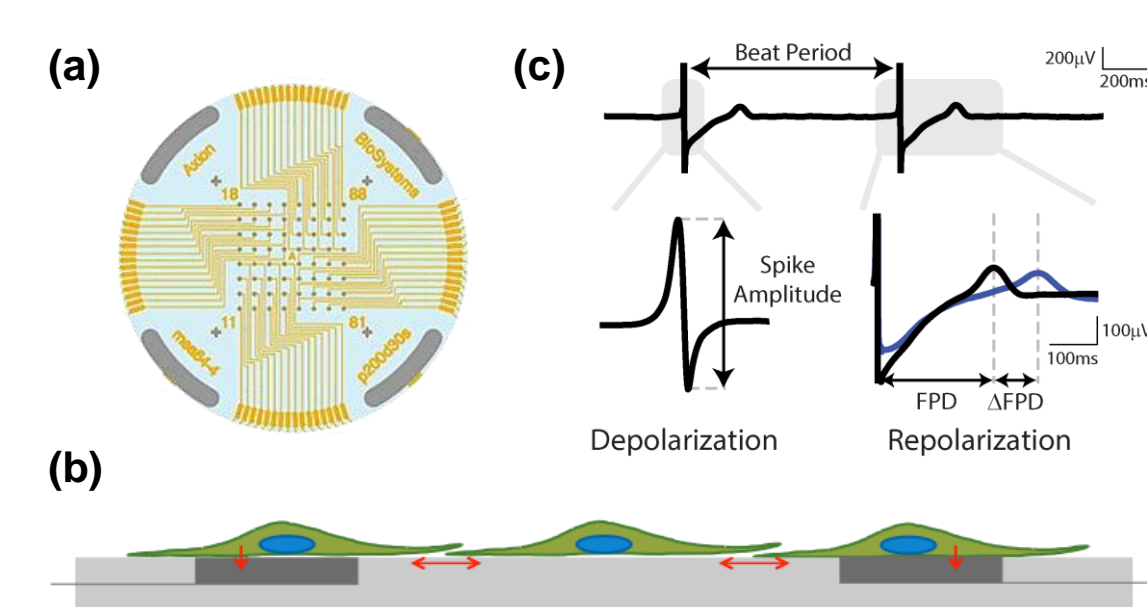 (a)
Axion
BioSystems
18
88
A
11
81
mea64-4
p200d30s
(b)
(c)
Beat Period
200μV
200ms
Spike
Amplitude
100μV
100ms
FPD
ΔFPD
Depolarization
Repolarization